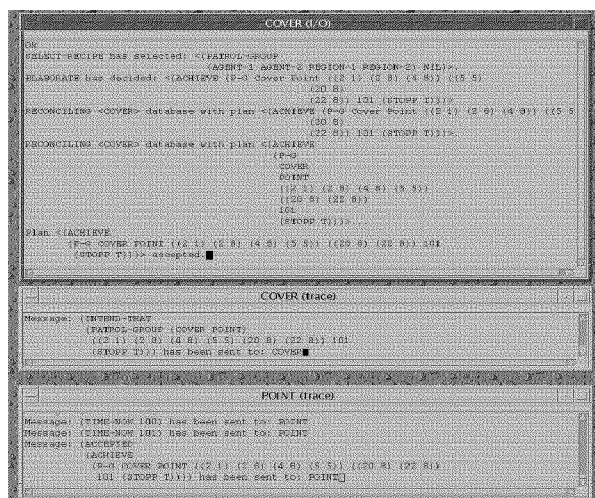 COVER (I/O)
Ok
SELECT-RECIPE has selected: <(PATROL-GROUP
(AGENT-1 AGENT-2 REGION-1 REGION-2) NIL)>.
ELABORATE has decided: <(ACHIEVE (P-G Cover Point ((2 1) (2 8) (4 8)) ((5 5)
(20 8)
(22 8)) 101 (STOPP T)))>
RECONCILING <COVER> database with plan <(ACHIEVE (P-G Cover Point ((2 1) (2 8) (4 8)) ((5 5
(20 8)
(22 8)) 101 (STOPP T)))>.
RECONCILING <COVER> database with plan <(ACHIEVE
(P-G
COVER
POINT
((2 1) (2 8) (4 8) (5 5))
((20 8) (22 8))
101
(STOPP T)))>...
Plan <(ACHIEVE
(P-G COVER POINT ((2 1) (2 8) (4 8) (5 5)) ((20 8) (22 8)) 101
(STOPP T)))> accepted.
COVER (trace)
Message: (INTEND-THAT
(PATROL-GROUP (COVER POINT)
((2 1) (2 8) (4 8) (5 5) (20 8) (22 8)) 101
(STOPP T))) has been sent to: COVER
POINT (trace)
Message: (TIME-NOW 100) has been sent to: POINT
Message: (TIME-NOW 101) has been sent to: POINT
Message: (ACCEPTED
(ACHIEVE
(P-G COVER POINT ((2 1) (2 8) (4 8) (5 5)) ((20 8) (22 8))
101 (STOPP T)))) has been sent to: POINT